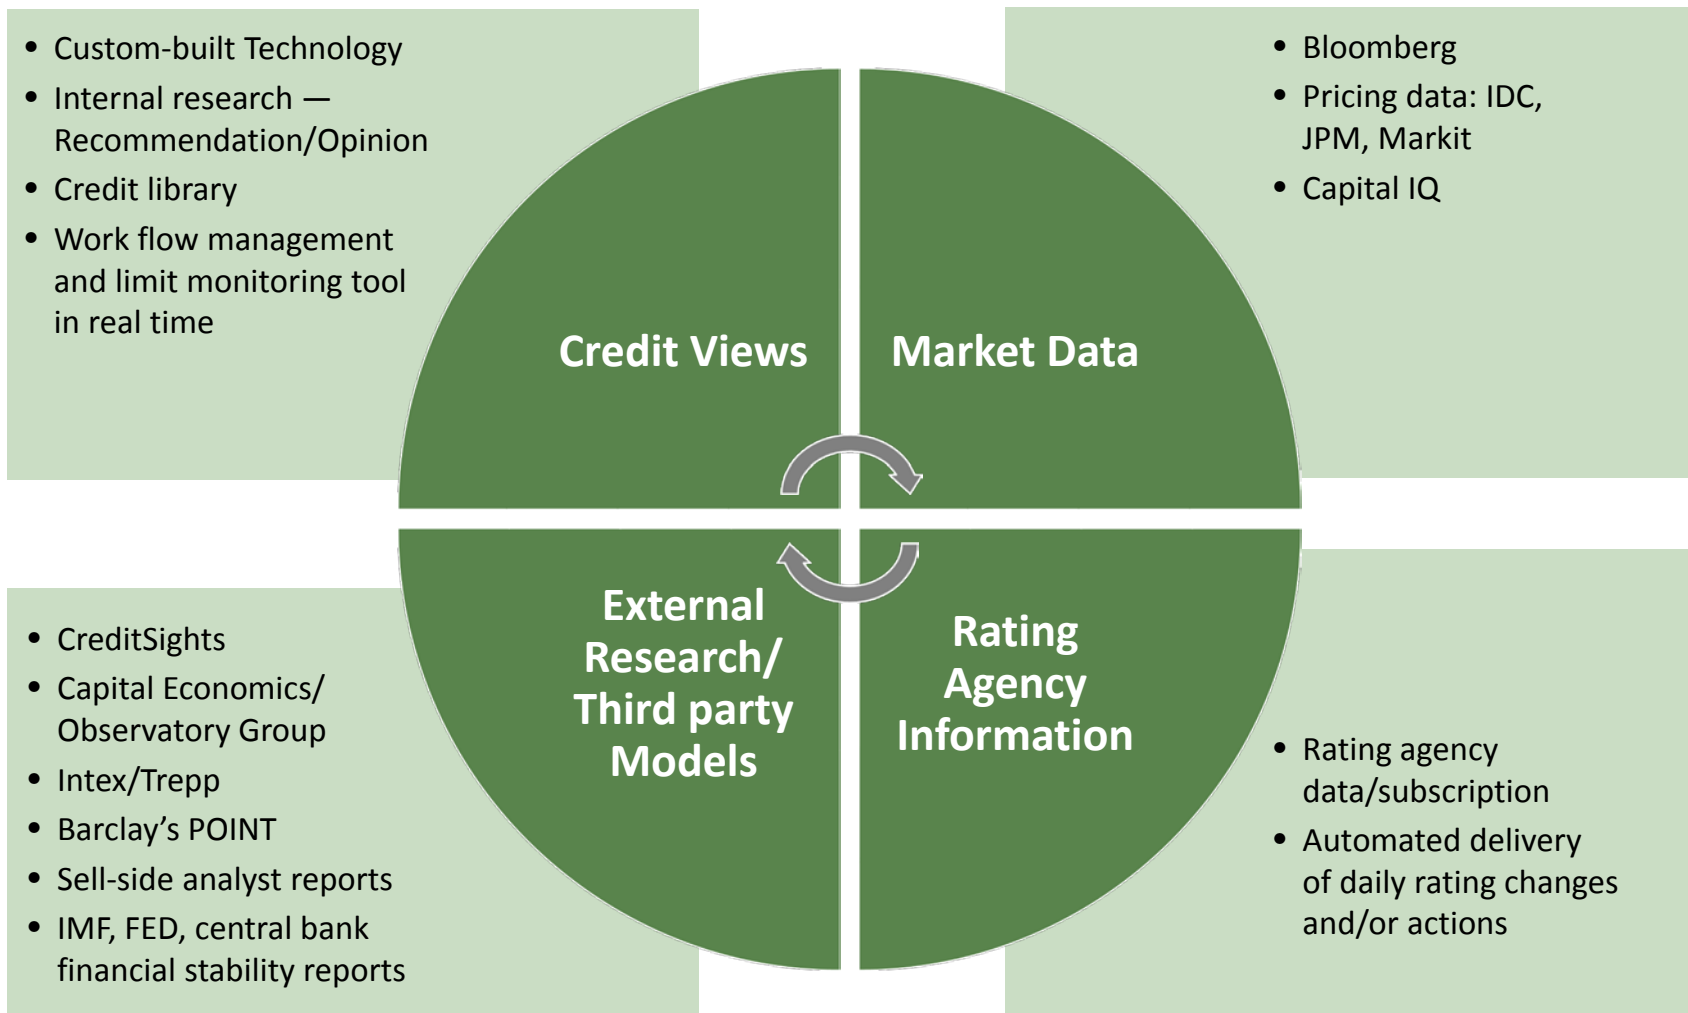 • Custom-built Technology
• Internal research —
Recommendation/Opinion
• Credit library
• Work flow management
and limit monitoring tool
in real time
• Bloomberg
• Pricing data: IDC,
JPM, Markit
• Capital IQ
Credit Views
Market Data
External
Research/
Third party
Models
Rating
Agency
Information
• CreditSights
• Capital Economics/
Observatory Group
• Intex/Trepp
• Barclay’s POINT
• Sell-side analyst reports
• IMF, FED, central bank
financial stability reports
• Rating agency
data/subscription
• Automated delivery
of daily rating changes
and/or actions